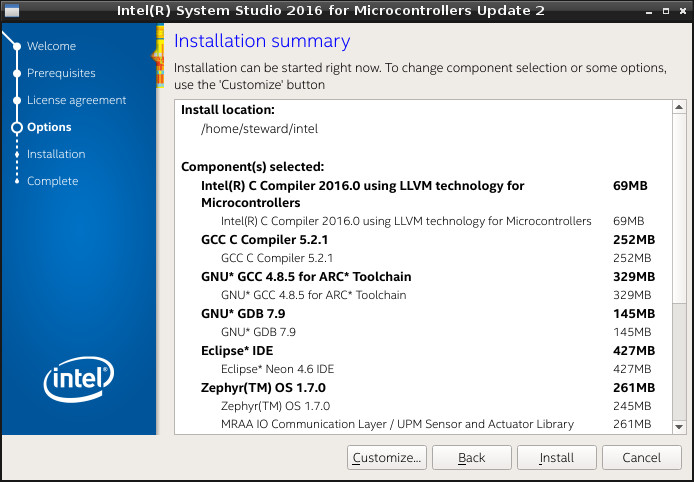 Intel(R) System Studio 2016 for Microcontrollers Update 2
Welcome
Prerequisites
License agreement
Options
Installation
Complete
intel®
Installation summary
Installation can be started right now. To change component selection or some options,
use the 'Customize' button
Install location:
/home/steward/intel
Component(s) selected:
Intel(R) C Compiler 2016.0 using LLVM technology for 69MB
Microcontrollers
Intel(R) C Compiler 2016.0 using LLVM technology for Microcontrollers 69MB
GCC C Compiler 5.2.1 252MB
GCC C Compiler 5.2.1 252MB
GNU* GCC 4.8.5 for ARC* Toolchain 329MB
GNU* GCC 4.8.5 for ARC* Toolchain 329MB
GNU* GDB 7.9 145MB
GNU* GDB 7.9 145MB
Eclipse* IDE 427MB
Eclipse* Neon 4.6 IDE 427MB
Zephyr(TM) OS 1.7.0 261MB
Zephyr(TM) OS 1.7.0 245MB
MRAA IO Communication Layer / UPM Sensor and Actuator Library 261MB
Customize... Back Install Cancel